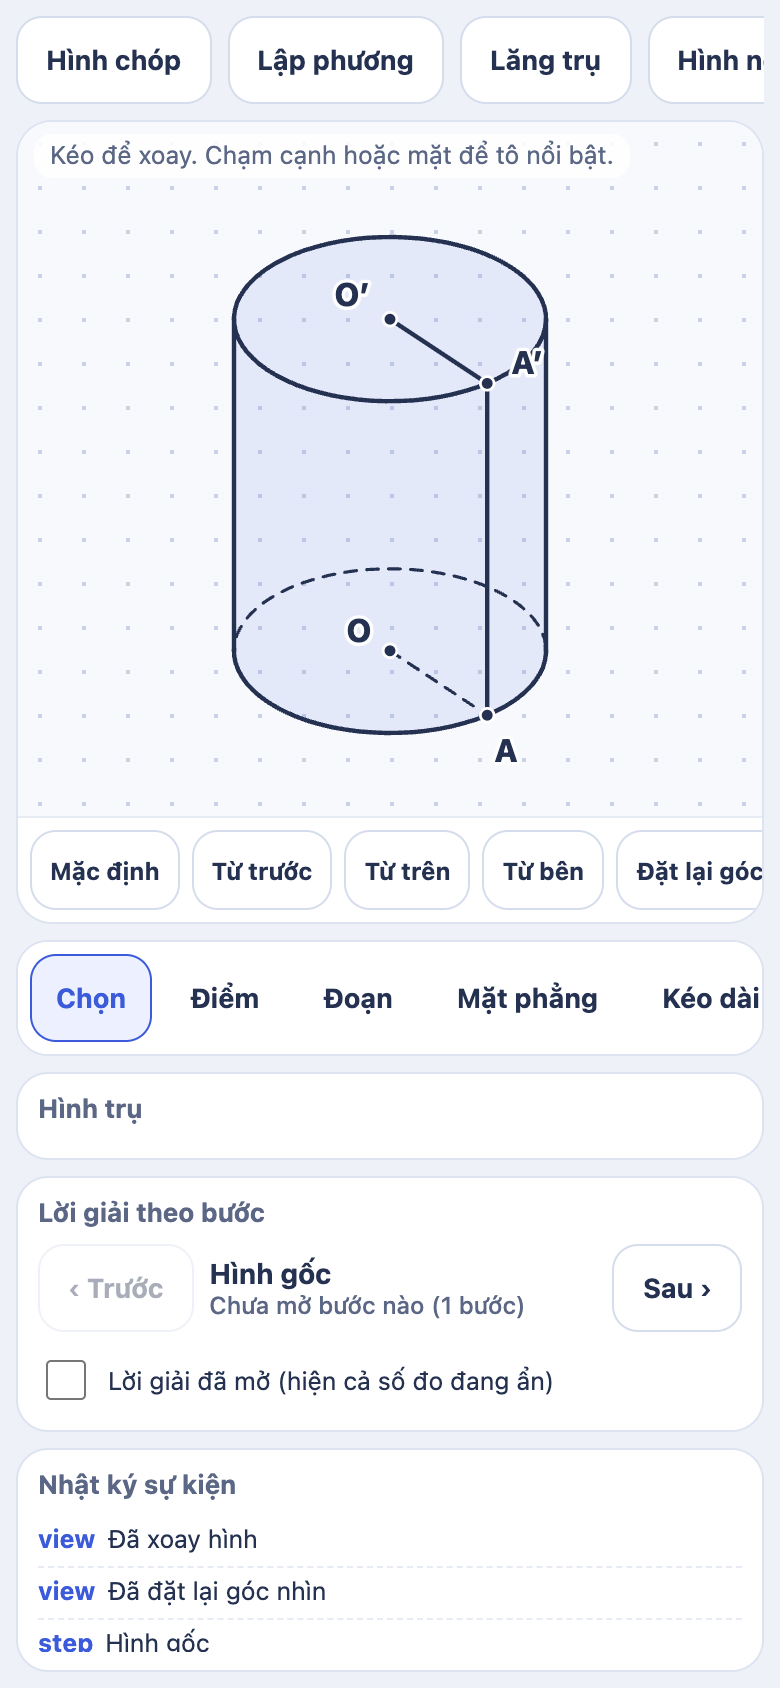 Hình chóp
Lập phương
Lăng trụ
Hình n
Kéo để xoay. Chạm cạnh hoặc mặt để tô nổi bật.
O′
A′
O
A
Mặc định
Từ trước
Từ trên
Từ bên
Đặt lại góc
Chọn
Điểm
Đoạn
Mặt phẳng
Kéo dài
Hình trụ
Lời giải theo bước
‹ Trước
Hình gốc
Chưa mở bước nào (1 bước)
Sau ›
Lời giải đã mở (hiện cả số đo đang ẩn)
Nhật ký sự kiện
view Đã xoay hình
view Đã đặt lại góc nhìn
step Hình gốc